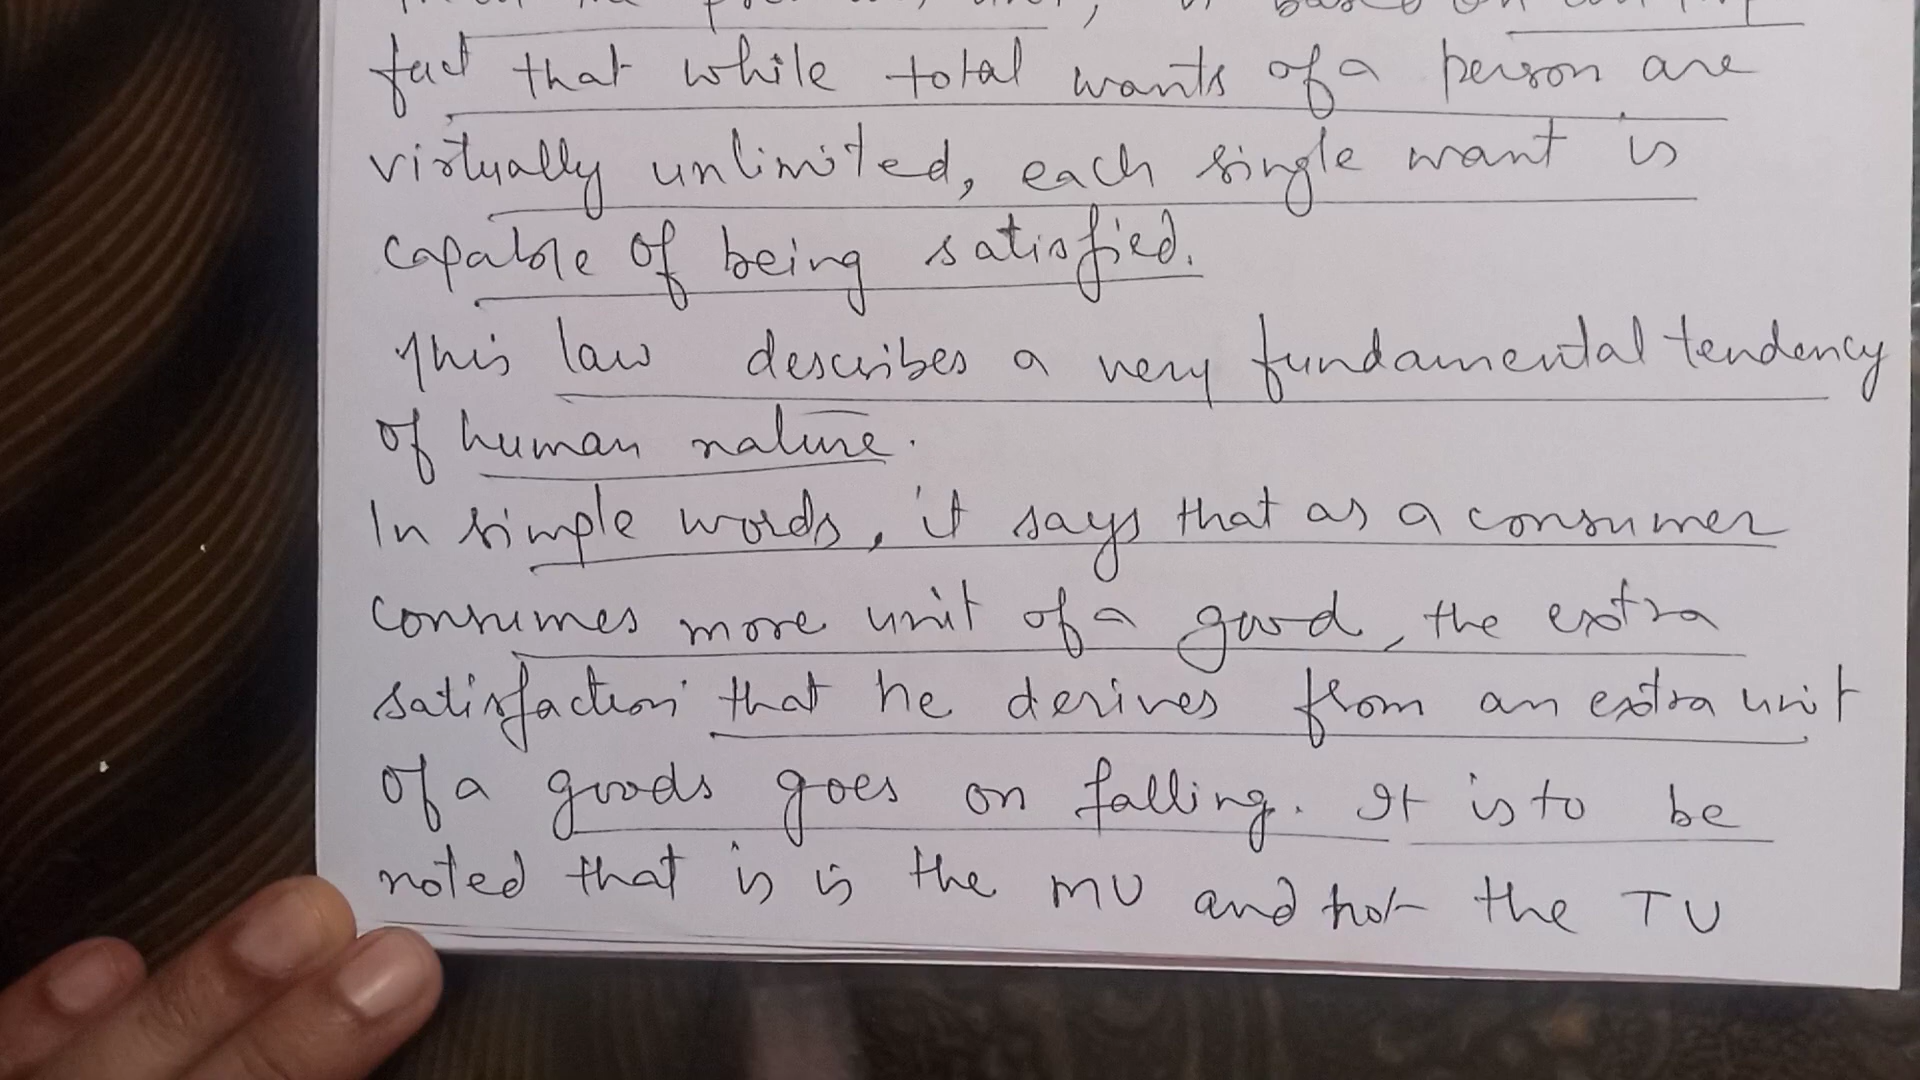 based on
fact that while total wants of a person are
virtually unlimited, each single want is
capable of being satisfied.
This law describes a very fundamental tendency
of human nature.
In simple words, it says that as a consumer
consumes more unit of a good, the extra
satisfaction that he derives from an extra unit
of a goods goes on falling. It is to be
noted that is is the MU and not the TU